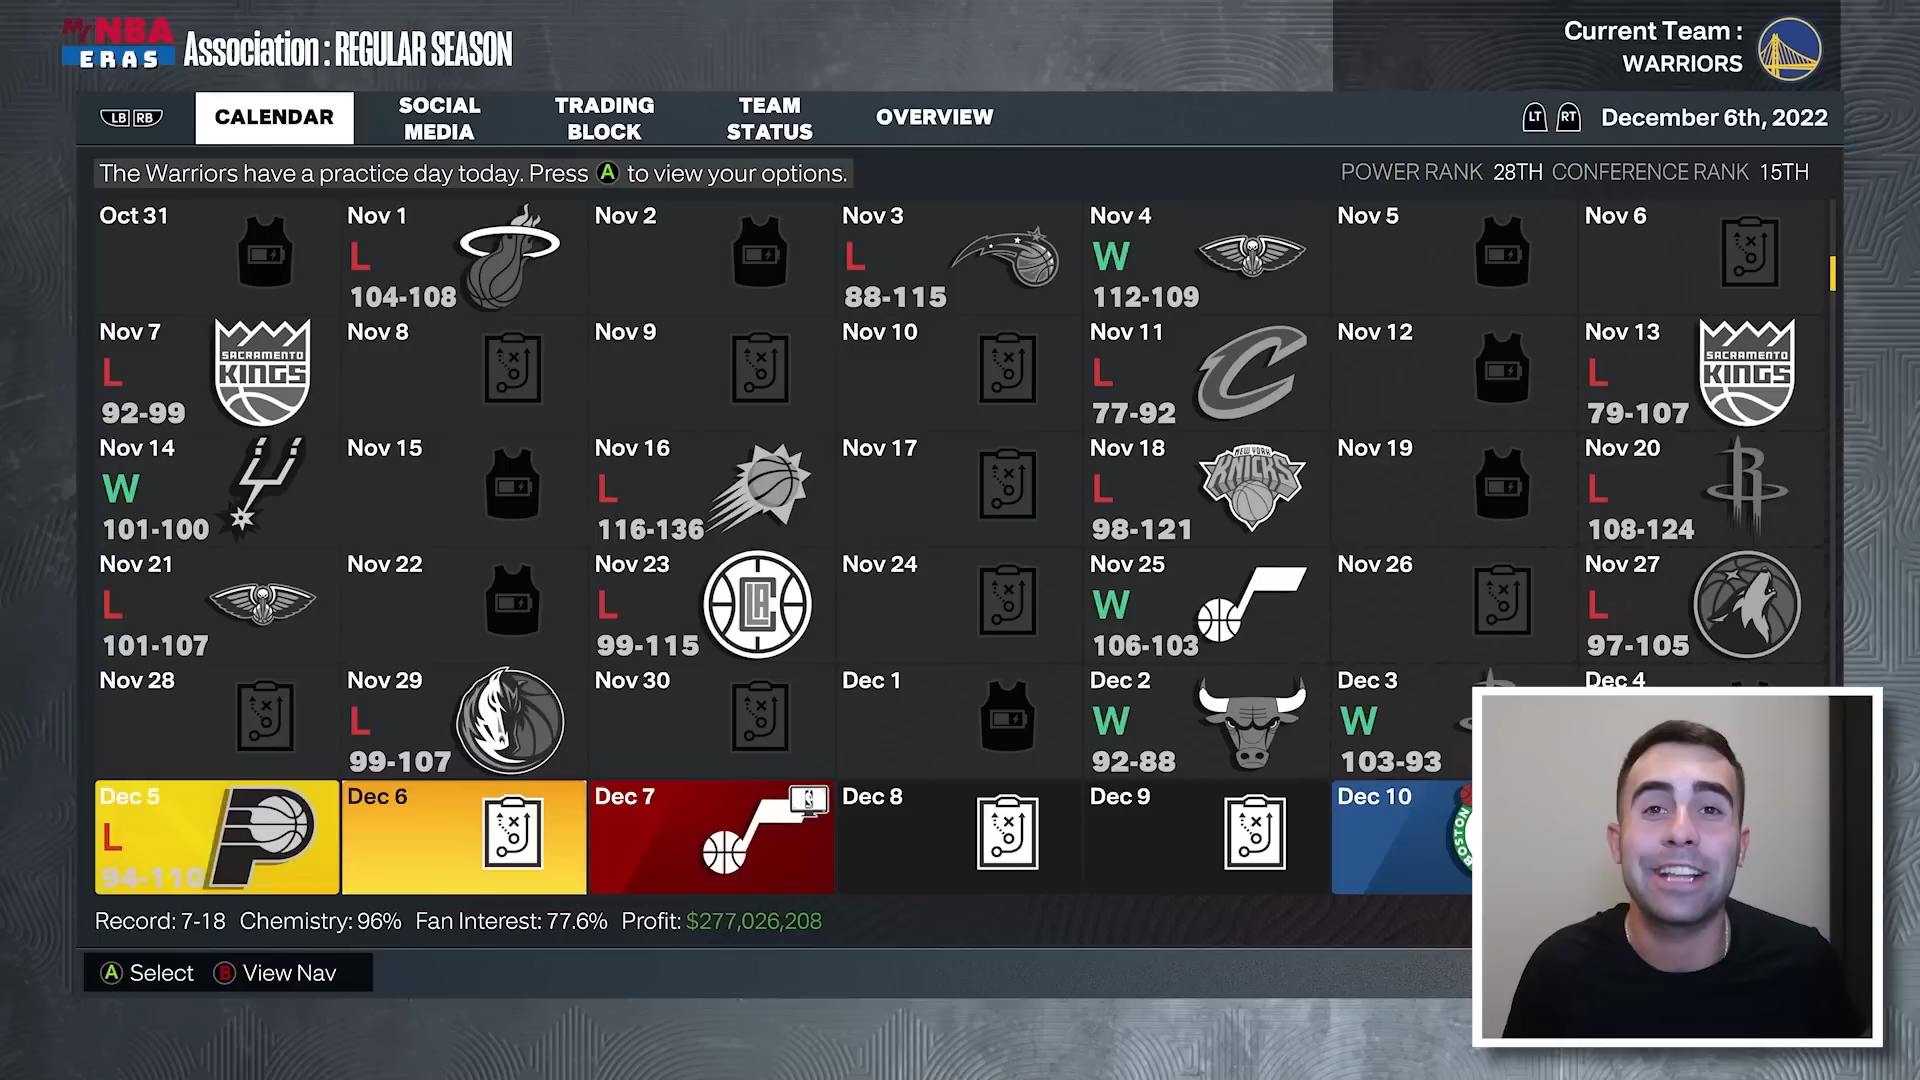 My NBA
ERAS
Association : REGULAR SEASON
Current Team :
WARRIORS
LB RB
CALENDAR
SOCIAL
MEDIA
TRADING
BLOCK
TEAM
STATUS
OVERVIEW
LT RT
December 6th, 2022
The Warriors have a practice day today. Press A to view your options.
POWER RANK 28TH CONFERENCE RANK 15TH
Oct 31
Nov 1
L
104-108
Nov 2
Nov 3
L
88-115
Nov 4
W
112-109
Nov 5
Nov 6
Nov 7
L
92-99
SACRAMENTO
KINGS
Nov 8
Nov 9
Nov 10
Nov 11
L
77-92
C
Nov 12
Nov 13
L
79-107
SACRAMENTO
KINGS
Nov 14
W
101-100
Nov 15
Nov 16
L
116-136
Nov 17
Nov 18
L
98-121
NEW YORK
KNICKS
Nov 19
Nov 20
L
108-124
R
Nov 21
L
101-107
Nov 22
Nov 23
L
99-115
LAC
Nov 24
Nov 25
W
106-103
Nov 26
Nov 27
L
97-105
Nov 28
Nov 29
L
99-107
Nov 30
Dec 1
Dec 2
W
92-88
Dec 3
W
103-93
Dec 4
Dec 5
L
94-110
P
Dec 6
Dec 7
Dec 8
Dec 9
Dec 10
BOSTON
Record: 7-18 Chemistry: 96% Fan Interest: 77.6% Profit: $277,026,208
A Select B View Nav